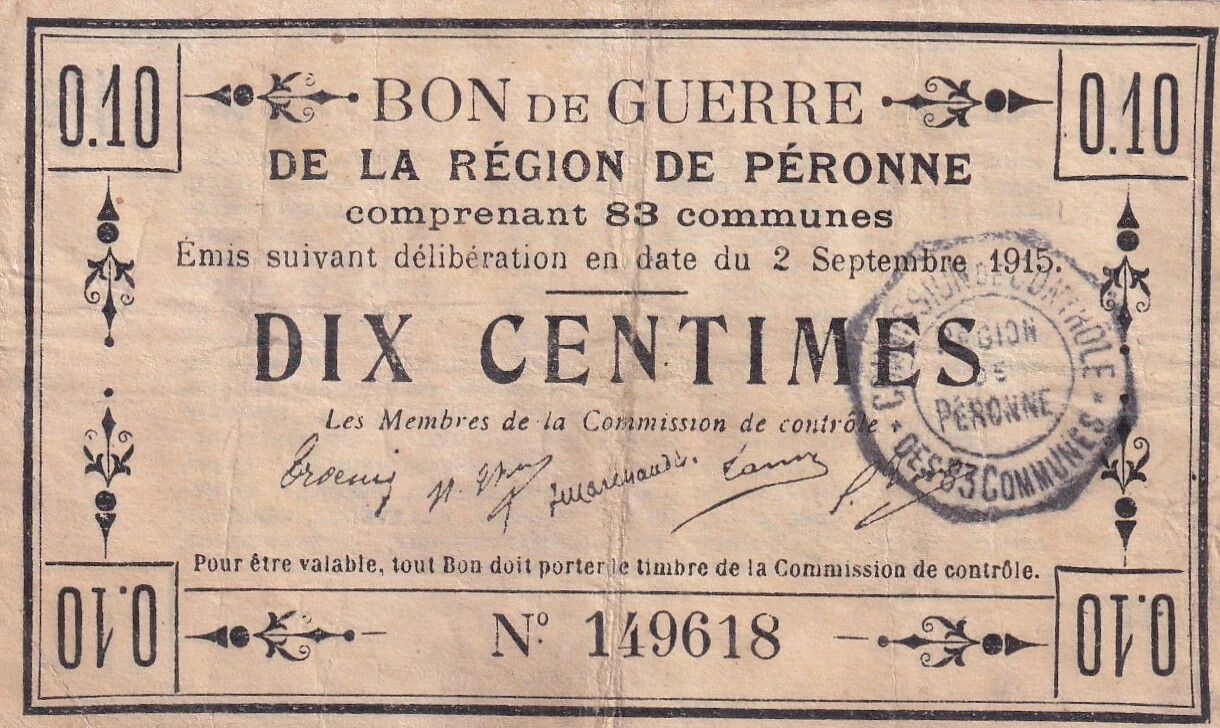 0.10 BON DE GUERRE 0.10
DE LA RÉGION DE PÉRONNE
comprenant 83 communes
Émis suivant délibération en date du 2 Septembre 1915.
DIX CENTIMES
COMMISSION DE CONTRÔLE
* DES 83 COMMUNES *
RÉGION
DE
PÉRONNE
Les Membres de la Commission de contrôle
Pour être valable, tout Bon doit porter le timbre de la Commission de contrôle.
0.10 Nº 149618 0.10